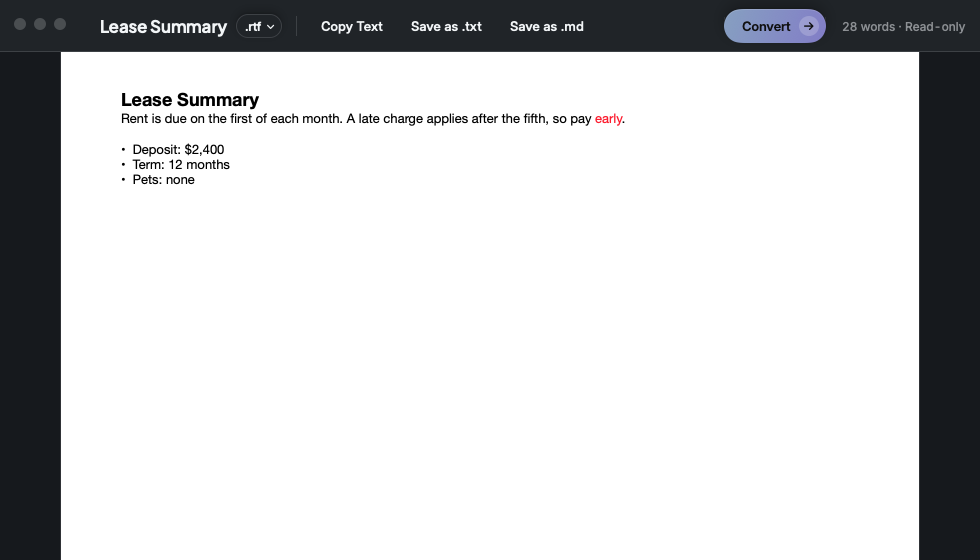 Lease Summary .rtf Copy Text Save as .txt Save as .md Convert 28 words · Read-only
Lease Summary
Rent is due on the first of each month. A late charge applies after the fifth, so pay early.
• Deposit: $2,400
• Term: 12 months
• Pets: none